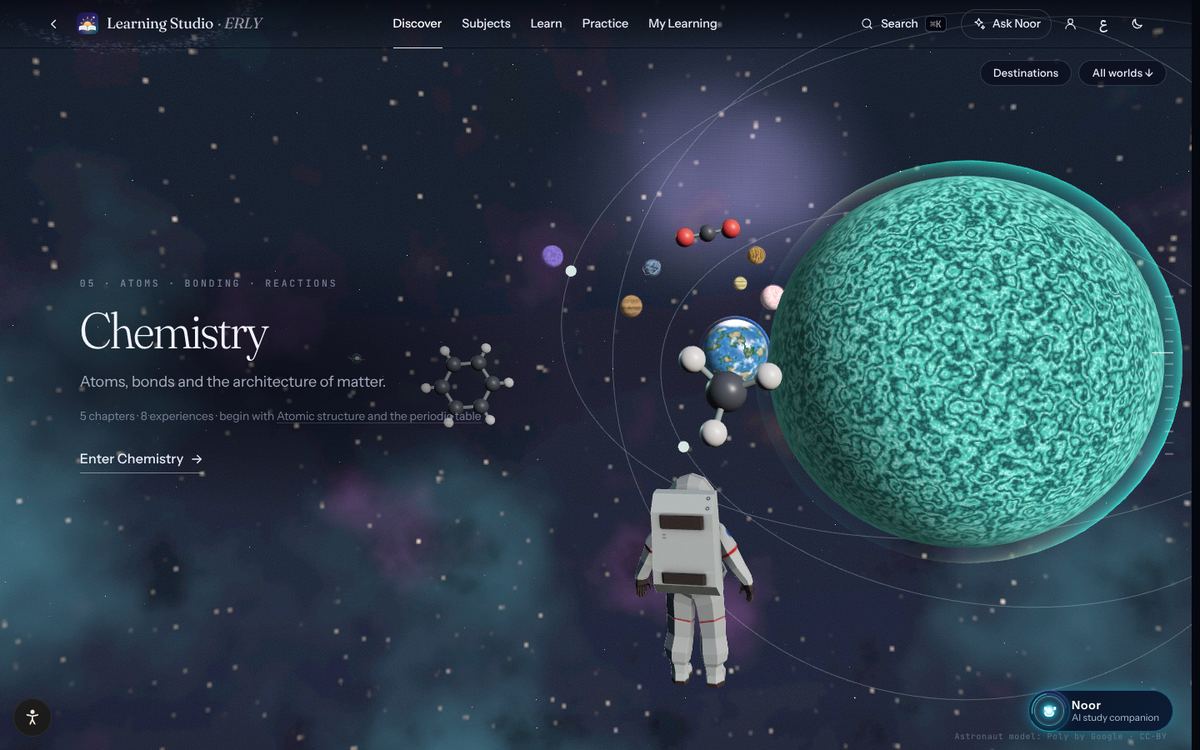 Learning Studio · ERLY
Discover
Subjects
Learn
Practice
My Learning
Search
⌘K
Ask Noor
ع
Destinations
All worlds ↓
05 · ATOMS · BONDING · REACTIONS
Chemistry
Atoms, bonds and the architecture of matter.
5 chapters · 8 experiences · begin with Atomic structure and the periodic table
Enter Chemistry →
Noor
AI study companion
Astronaut model: Poly by Google · CC-BY